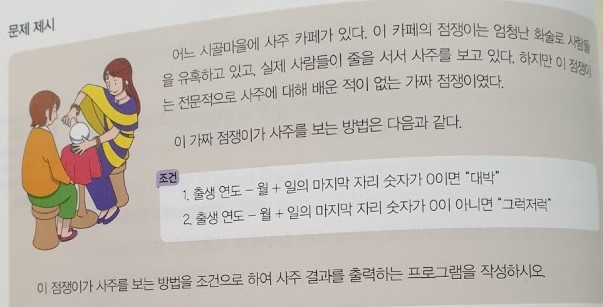 문제 제시
어느 시골마을에 사주 카페가 있다. 이 카페의 점쟁이는 엄청난 화술로 사람들
을 유혹하고 있고, 실제 사람들이 줄을 서서 사주를 보고 있다. 하지만 이 점쟁이
는 전문적으로 사주에 대해 배운 적이 없는 가짜 점쟁이였다.
이 가짜 점쟁이가 사주를 보는 방법은 다음과 같다.
조건
1. 출생 연도 - 월 + 일의 마지막 자리 숫자가 0이면 "대박"
2. 출생 연도 - 월 + 일의 마지막 자리 숫자가 0이 아니면 "그럭저럭"
이 점쟁이가 사주를 보는 방법을 조건으로 하여 사주 결과를 출력하는 프로그램을 작성하시오.